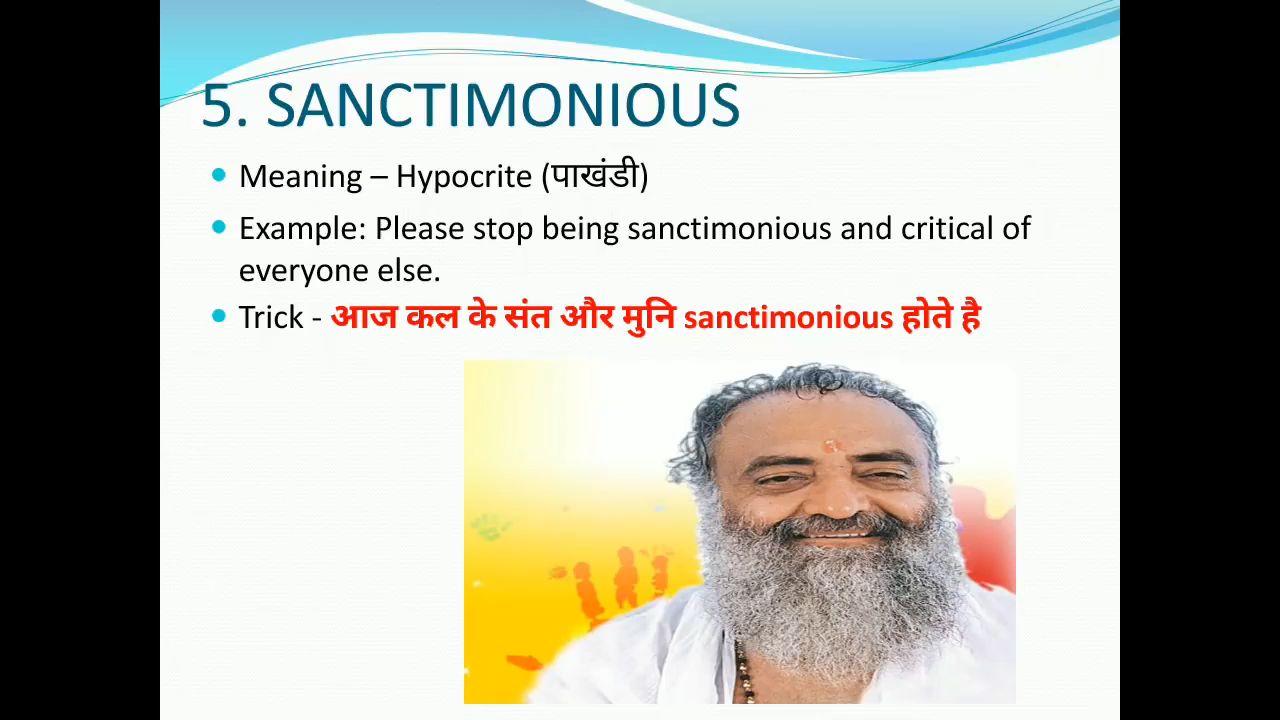 5. SANCTIMONIOUS
Meaning – Hypocrite (पाखंडी)
Example: Please stop being sanctimonious and critical of
everyone else.
Trick - आज कल के संत और मुनि sanctimonious होते है